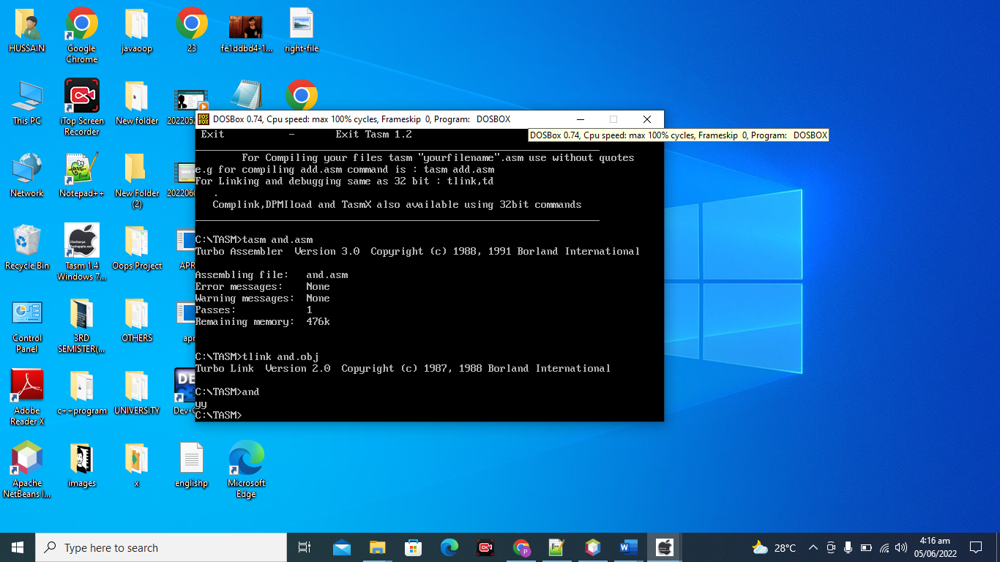 HUSSAIN
Google Chrome
javaoop
23
fe1ddbd4-1...
right-file
This PC
iTop Screen Recorder
New folder
DOSBox 0.74, Cpu speed: max 100% cycles, Frameskip 0, Program: DOSBOX
DOSBox 0.74, Cpu speed: max 100% cycles, Frameskip 0, Program: DOSBOX
Exit - Exit Tasm 1.2
For Compiling your files tasm "yourfilename".asm use without quotes
e.g for compiling add.asm command is : tasm add.asm
For Linking and debugging same as 32 bit : tlink,td
.
Complink,DPMIload and TasmX also available using 32bit commands
C:\TASM>tasm and.asm
Turbo Assembler Version 3.0 Copyright (c) 1988, 1991 Borland International
Assembling file: and.asm
Error messages: None
Warning messages: None
Passes: 1
Remaining memory: 476k
C:\TASM>tlink and.obj
Turbo Link Version 2.0 Copyright (c) 1987, 1988 Borland International
C:\TASM>and
yy
C:\TASM>
Network
Notepad++
New Folder (2)
Recycle Bin
Tasm 1.4 Windows 7...
Oops Project
APR
Control Panel
3RD SEMISTER(...
OTHERS
apr
Adobe Reader X
c++program
UNIVERSITY
Dev-C
Apache NetBeans I...
images
x
englishp
Microsoft Edge
Type here to search
28°C
4:16 am
05/06/2022